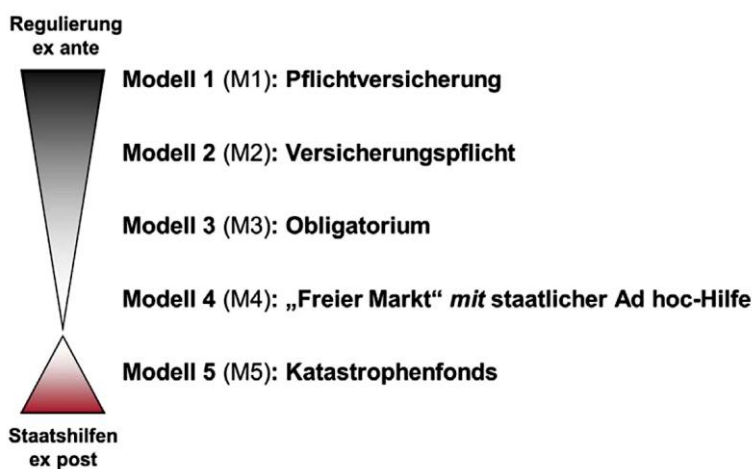 Regulierung
ex ante
Modell 1 (M1): Pflichtversicherung
Modell 2 (M2): Versicherungspflicht
Modell 3 (M3): Obligatorium
Modell 4 (M4): „Freier Markt“ mit staatlicher Ad hoc-Hilfe
Modell 5 (M5): Katastrophenfonds
Staatshilfen
ex post